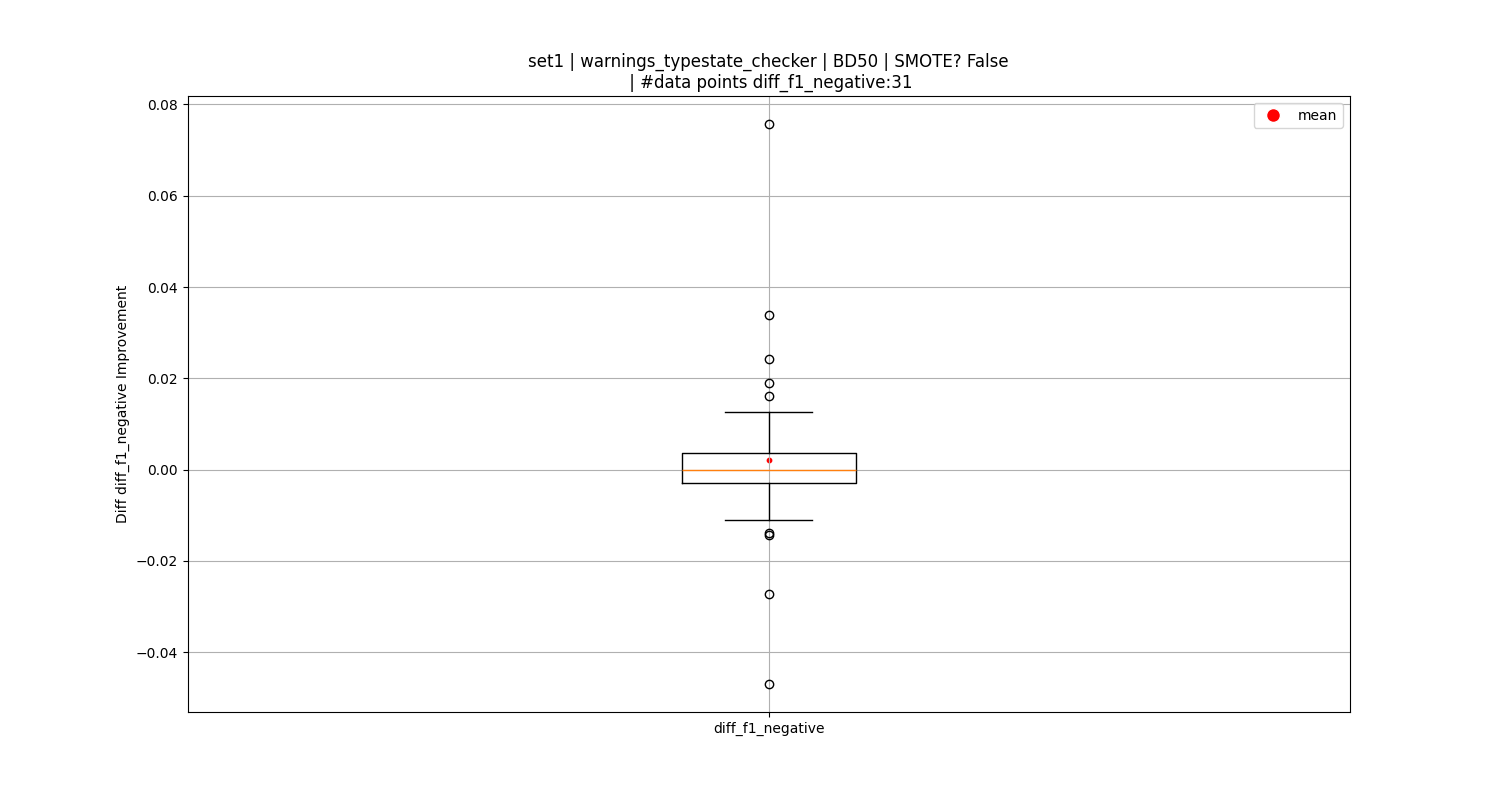 set1 | warnings_typestate_checker | BD50 | SMOTE? False
| #data points diff_f1_negative:31
mean
0.08
0.06
0.04
0.02
0.00
−0.02
−0.04
Diff diff_f1_negative Improvement
diff_f1_negative